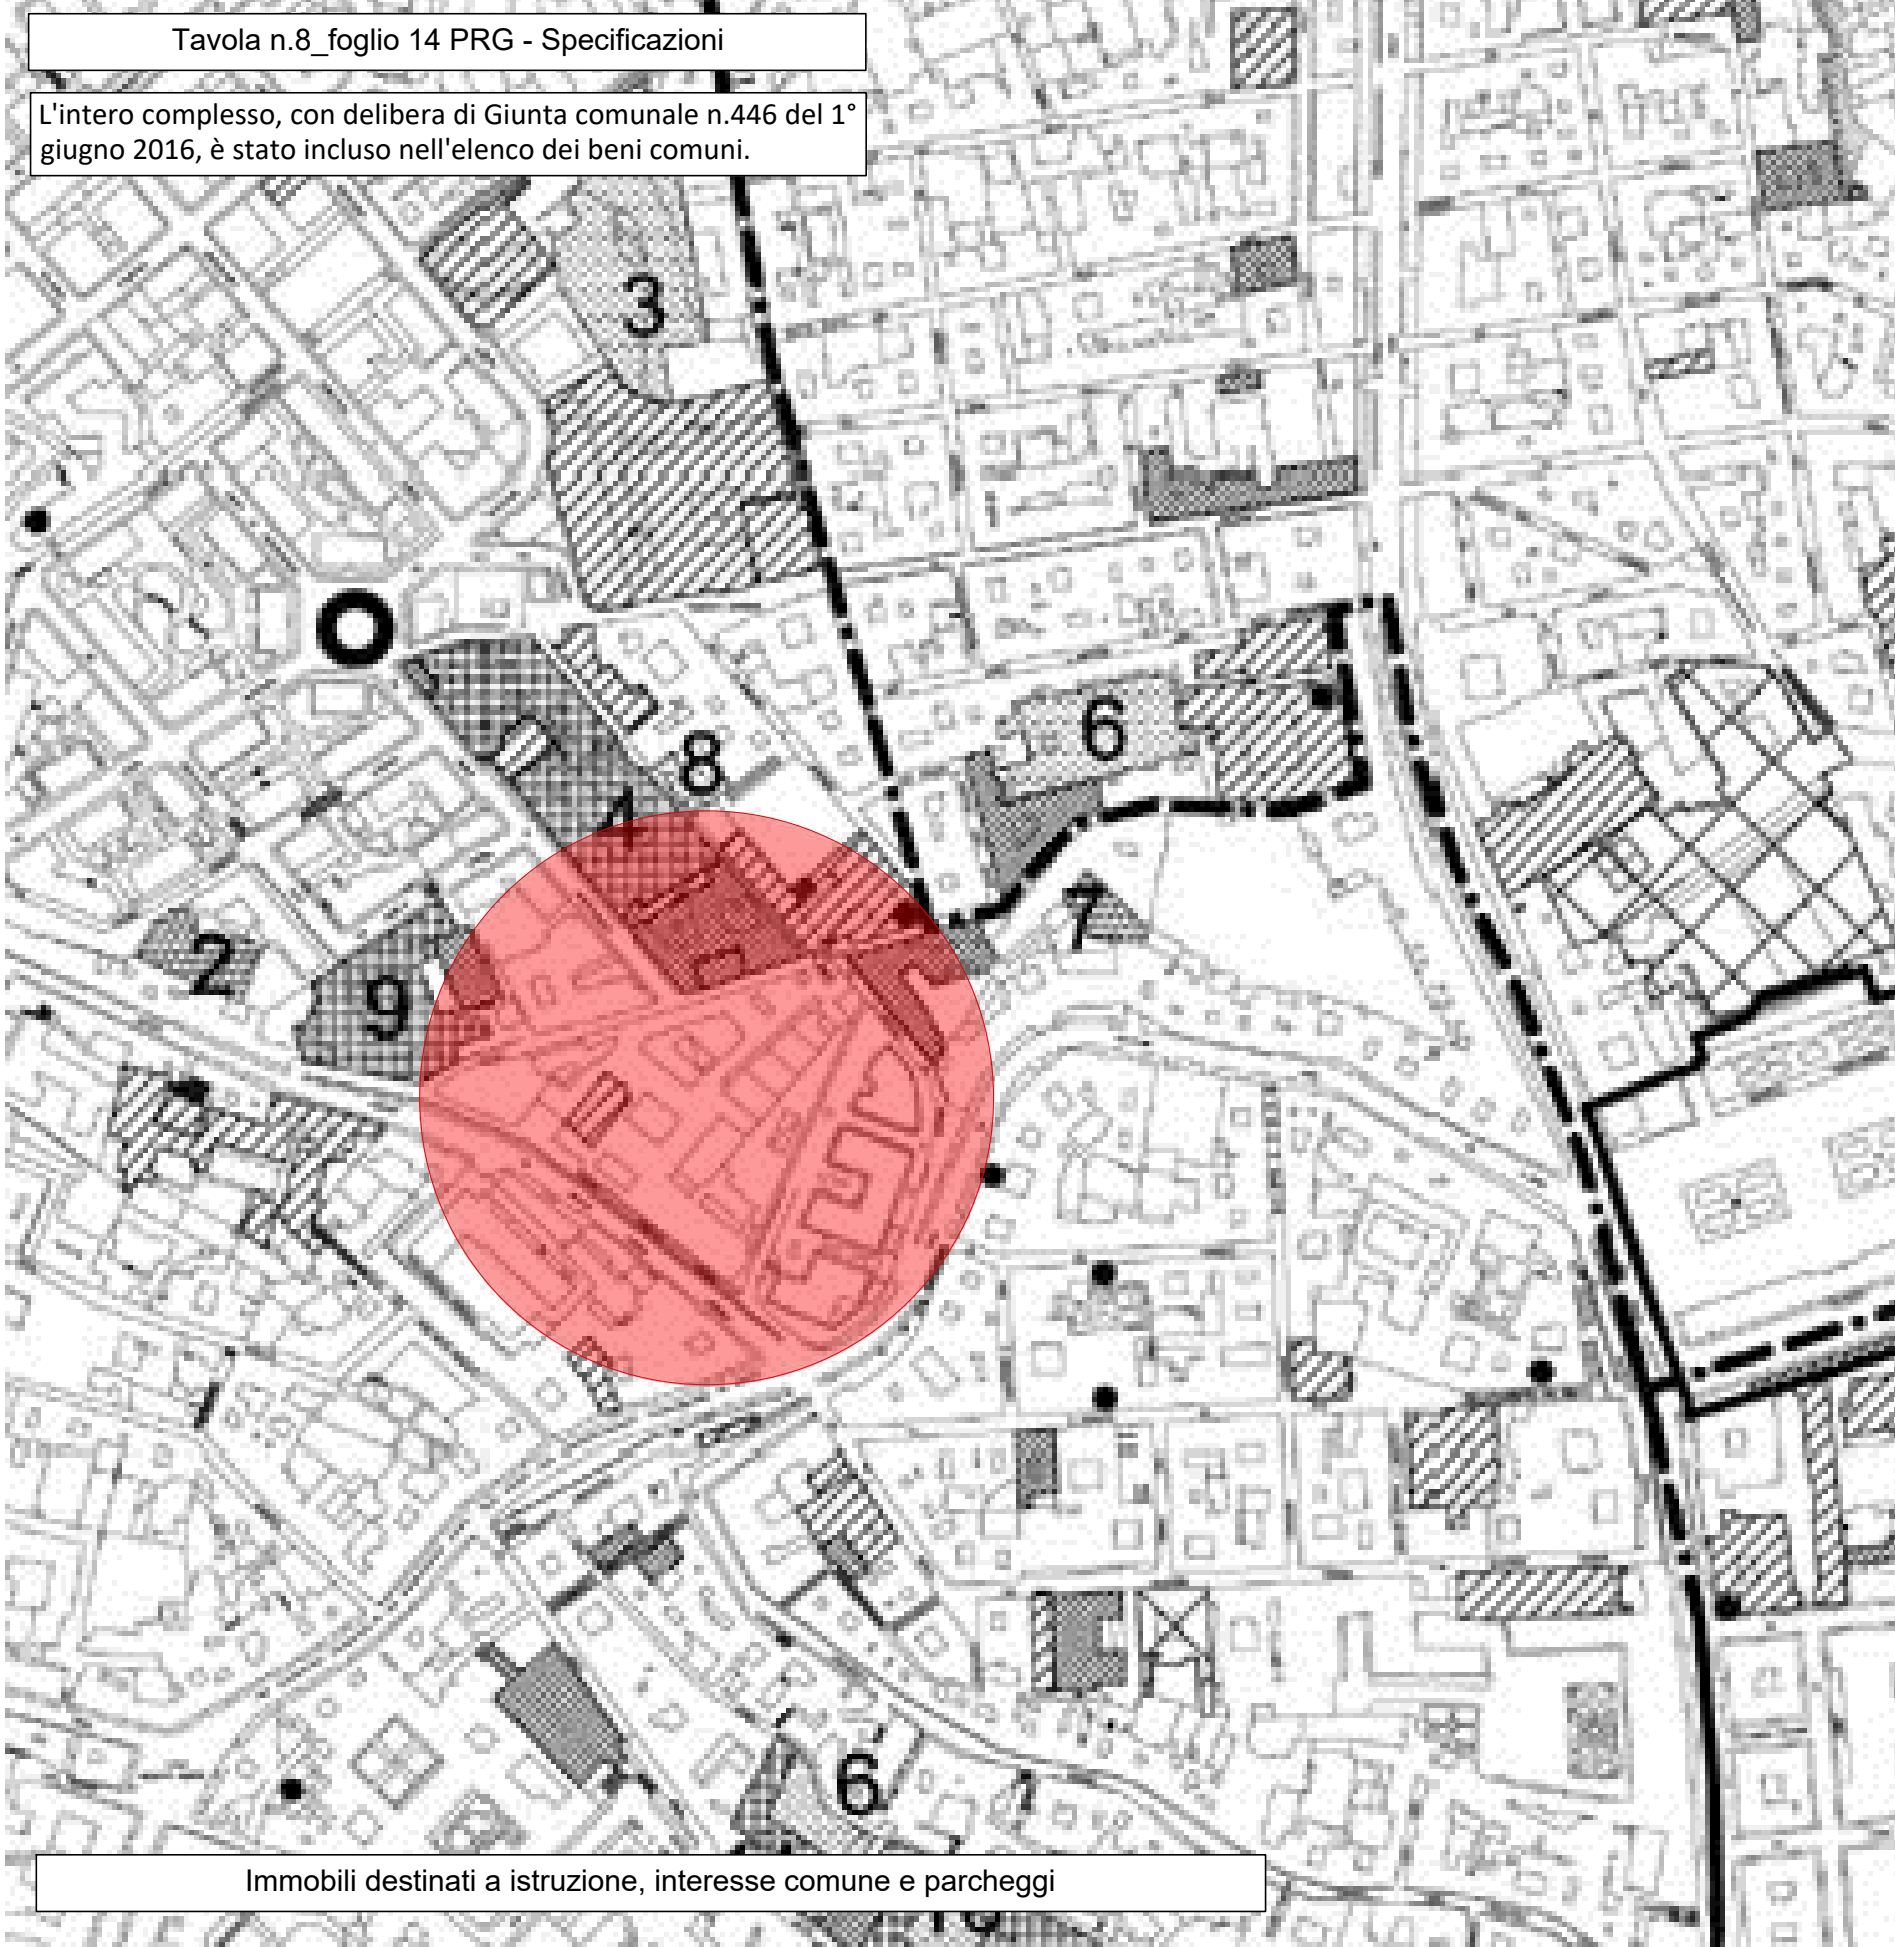 Tavola n.8_foglio 14 PRG - Specificazioni
L'intero complesso, con delibera di Giunta comunale n.446 del 1°
giugno 2016, è stato incluso nell'elenco dei beni comuni.
3
6
8
4
7
2
9
6
Immobili destinati a istruzione, interesse comune e parcheggi